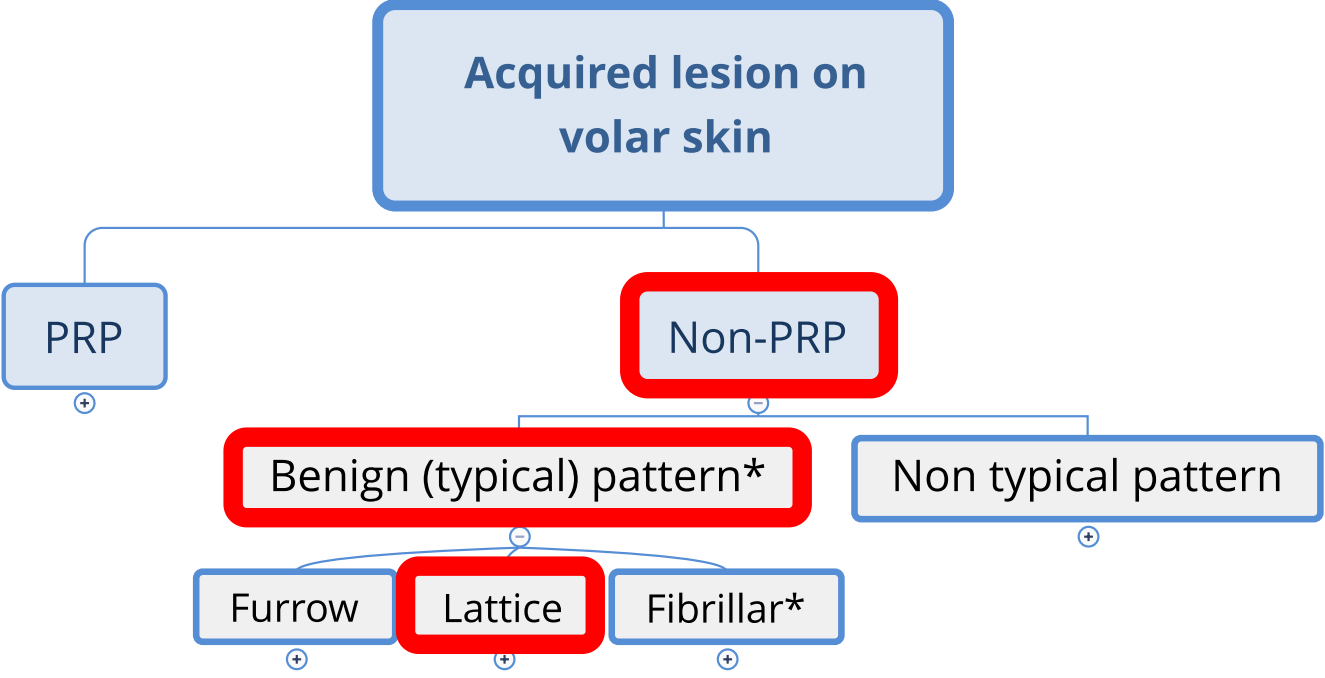 Acquired lesion on
volar skin
PRP
Non-PRP
Benign (typical) pattern*
Non typical pattern
Furrow
Lattice
Fibrillar*